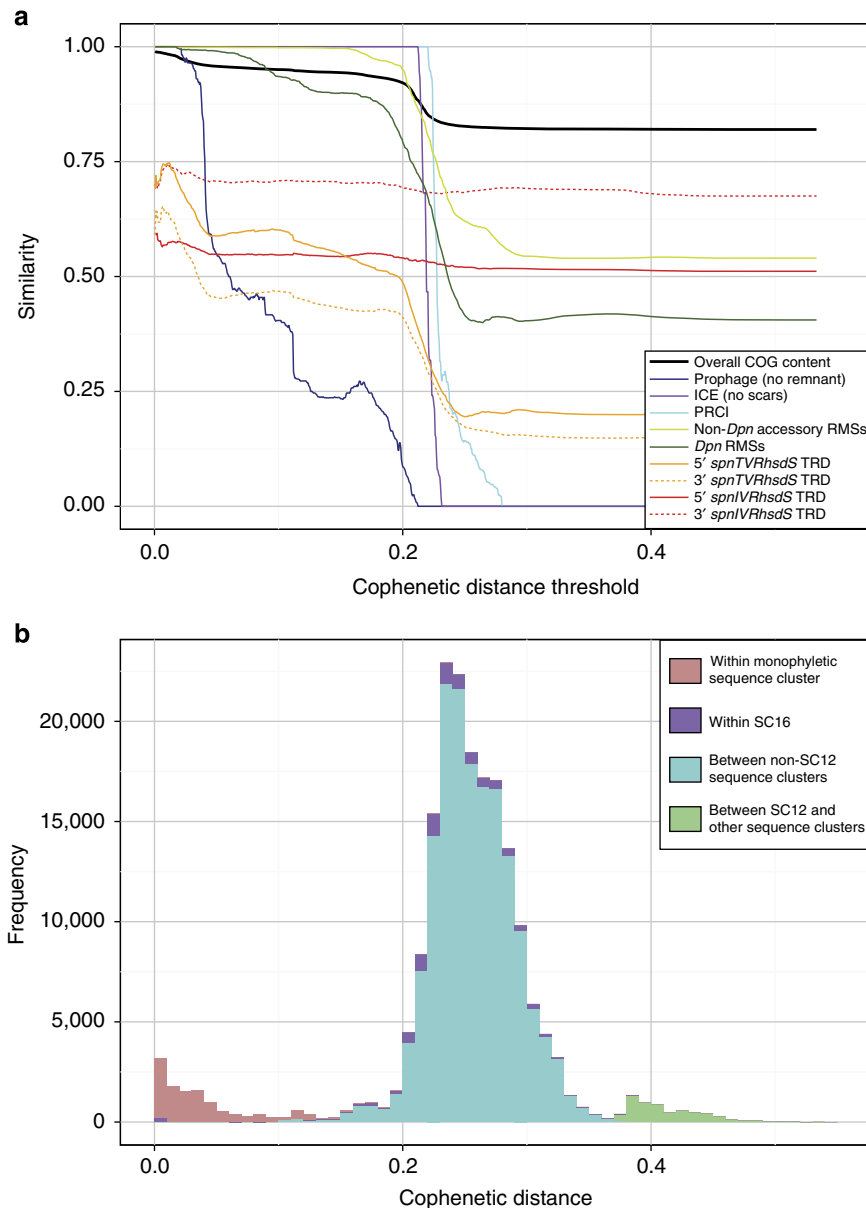 a
1.00
0.75
0.50
0.25
0.00
Similarity
Overall COG content
Prophage (no remnant)
ICE (no scars)
PRCI
Non-Dpn accessory RMSs
Dpn RMSs
5′ spnTVRhsdS TRD
3′ spnTVRhsdS TRD
5′ spnIVRhsdS TRD
3′ spnIVRhsdS TRD
0.0
0.2
0.4
Cophenetic distance threshold
b
20,000
15,000
10,000
5,000
0
Frequency
Within monophyletic
sequence cluster
Within SC16
Between non-SC12
sequence clusters
Between SC12 and
other sequence clusters
0.0
0.2
0.4
Cophenetic distance